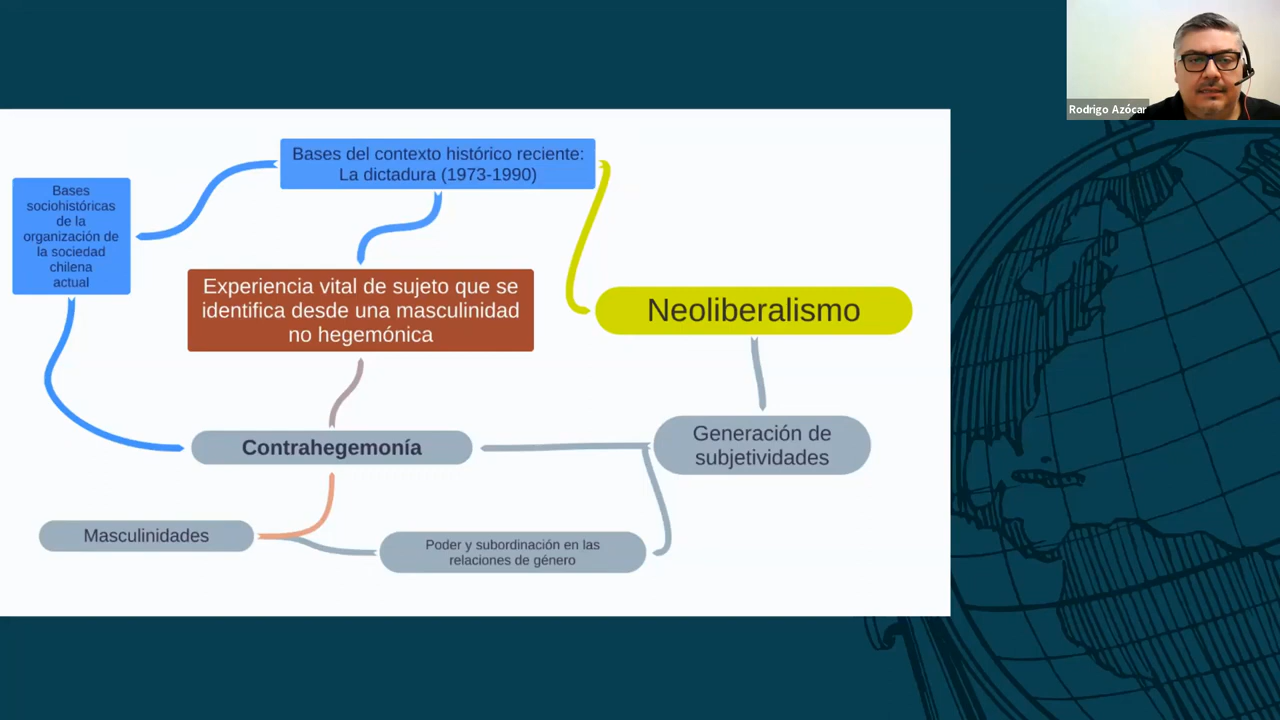 Rodrigo Azócar
Bases del contexto histórico reciente:
La dictadura (1973-1990)
Bases
sociohistóricas
de la
organización de
la sociedad
chilena
actual
Experiencia vital de sujeto que se
identifica desde una masculinidad
no hegemónica
Neoliberalismo
Contrahegemonía
Generación de
subjetividades
Masculinidades
Poder y subordinación en las
relaciones de género